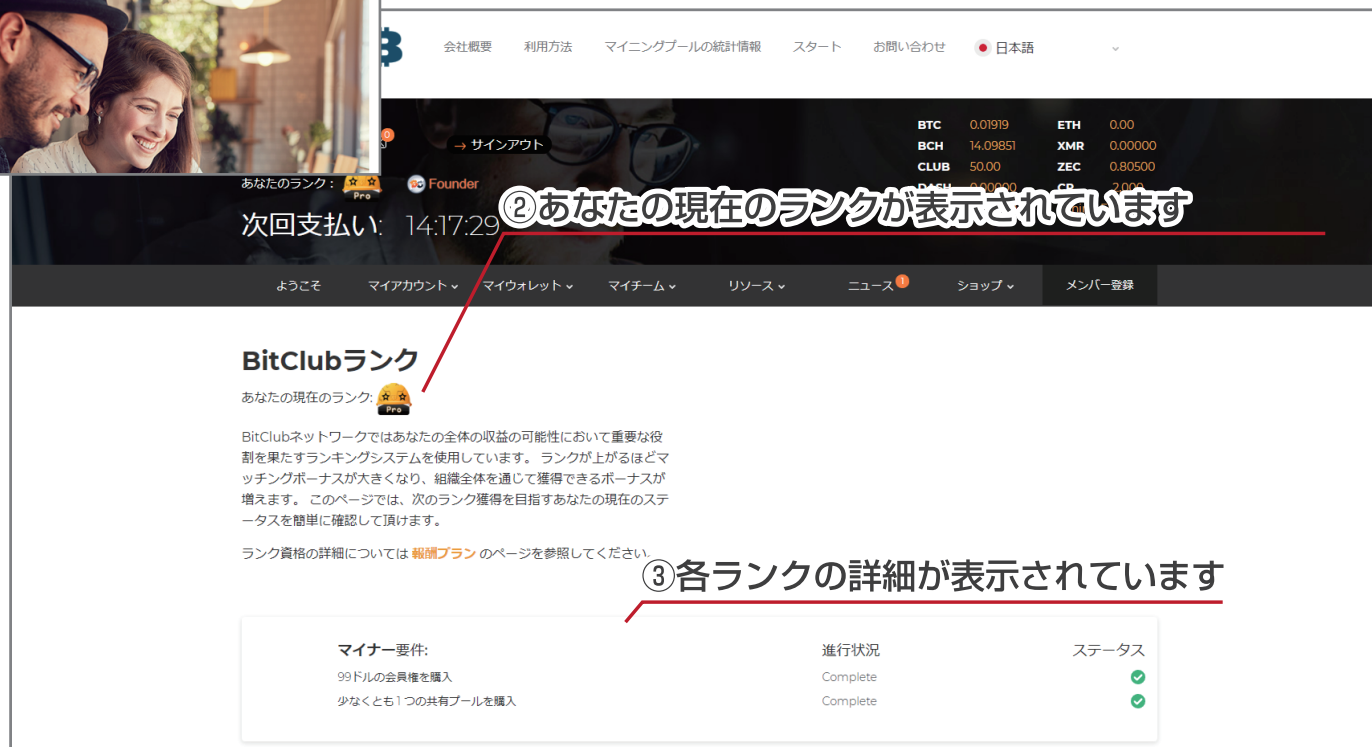 会社概要 利用方法 マイニングプールの統計情報 スタート お問い合わせ 日本語
0
→ サインアウト
BTC 0.01919 ETH 0.00
BCH 14.09851 XMR 0.00000
CLUB 50.00 ZEC 0.80500
DASH 0.00000 CR 2.000
あなたのランク: Pro Founder
②あなたの現在のランクが表示されています
次回支払い: 14:17:29
ようこそ マイアカウント マイウォレット マイチーム リソース ニュース 1 ショップ メンバー登録
BitClubランク
あなたの現在のランク: Pro
BitClubネットワークではあなたの全体の収益の可能性において重要な役
割を果たすランキングシステムを使用しています。 ランクが上がるほどマ
ッチングボーナスが大きくなり、組織全体を通じて獲得できるボーナスが
増えます。 このページでは、次のランク獲得を目指すあなたの現在のステ
ータスを簡単に確認して頂けます。
ランク資格の詳細については 報酬プラン のページを参照してください。
③各ランクの詳細が表示されています
マイナー要件: 進行状況 ステータス
99ドルの会員権を購入 Complete
少なくとも1つの共有プールを購入 Complete